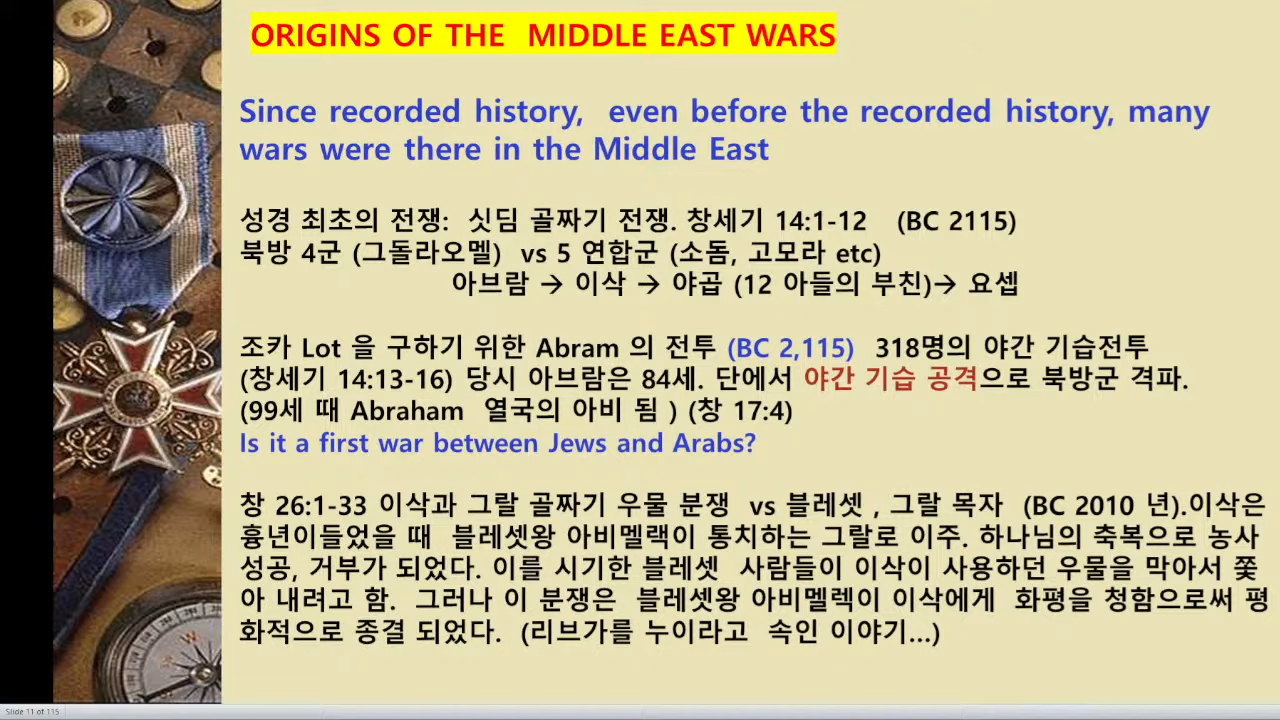 ORIGINS OF THE MIDDLE EAST WARS
Since recorded history, even before the recorded history, many
wars were there in the Middle East
성경 최초의 전쟁: 싯딤 골짜기 전쟁. 창세기 14:1-12 (BC 2115)
북방 4군 (그돌라오멜) vs 5 연합군 (소돔, 고모라 etc)
아브람 → 이삭 → 야곱 (12 아들의 부친)→ 요셉
조카 Lot 을 구하기 위한 Abram 의 전투 (BC 2,115) 318명의 야간 기습전투
(창세기 14:13-16) 당시 아브람은 84세. 단에서 야간 기습 공격으로 북방군 격파.
(99세 때 Abraham 열국의 아비 됨 ) (창 17:4)
Is it a first war between Jews and Arabs?
창 26:1-33 이삭과 그랄 골짜기 우물 분쟁 vs 블레셋 , 그랄 목자 (BC 2010 년).이삭은
흉년이들었을 때 블레셋왕 아비멜랙이 통치하는 그랄로 이주. 하나님의 축복으로 농사
성공, 거부가 되었다. 이를 시기한 블레셋 사람들이 이삭이 사용하던 우물을 막아서 쫓
아 내려고 함. 그러나 이 분쟁은 블레셋왕 아비멜렉이 이삭에게 화평을 청함으로써 평
화적으로 종결 되었다. (리브가를 누이라고 속인 이야기...)
Slide 11 of 115